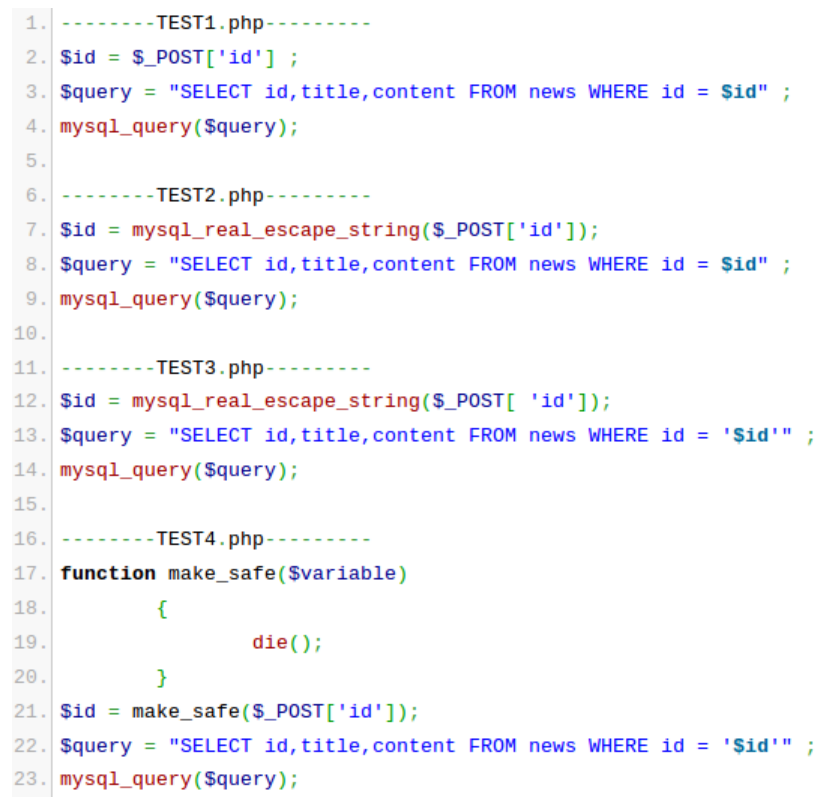 1. --------TEST1.php---------
2. $id = $_POST['id'] ;
3. $query = "SELECT id,title,content FROM news WHERE id = $id" ;
4. mysql_query($query);
5.
6. --------TEST2.php---------
7. $id = mysql_real_escape_string($_POST['id']);
8. $query = "SELECT id,title,content FROM news WHERE id = $id" ;
9. mysql_query($query);
10.
11. --------TEST3.php---------
12. $id = mysql_real_escape_string($_POST[ 'id']);
13. $query = "SELECT id,title,content FROM news WHERE id = '$id'" ;
14. mysql_query($query);
15.
16. --------TEST4.php---------
17. function make_safe($variable)
18. {
19. die();
20. }
21. $id = make_safe($_POST['id']);
22. $query = "SELECT id,title,content FROM news WHERE id = '$id'" ;
23. mysql_query($query);